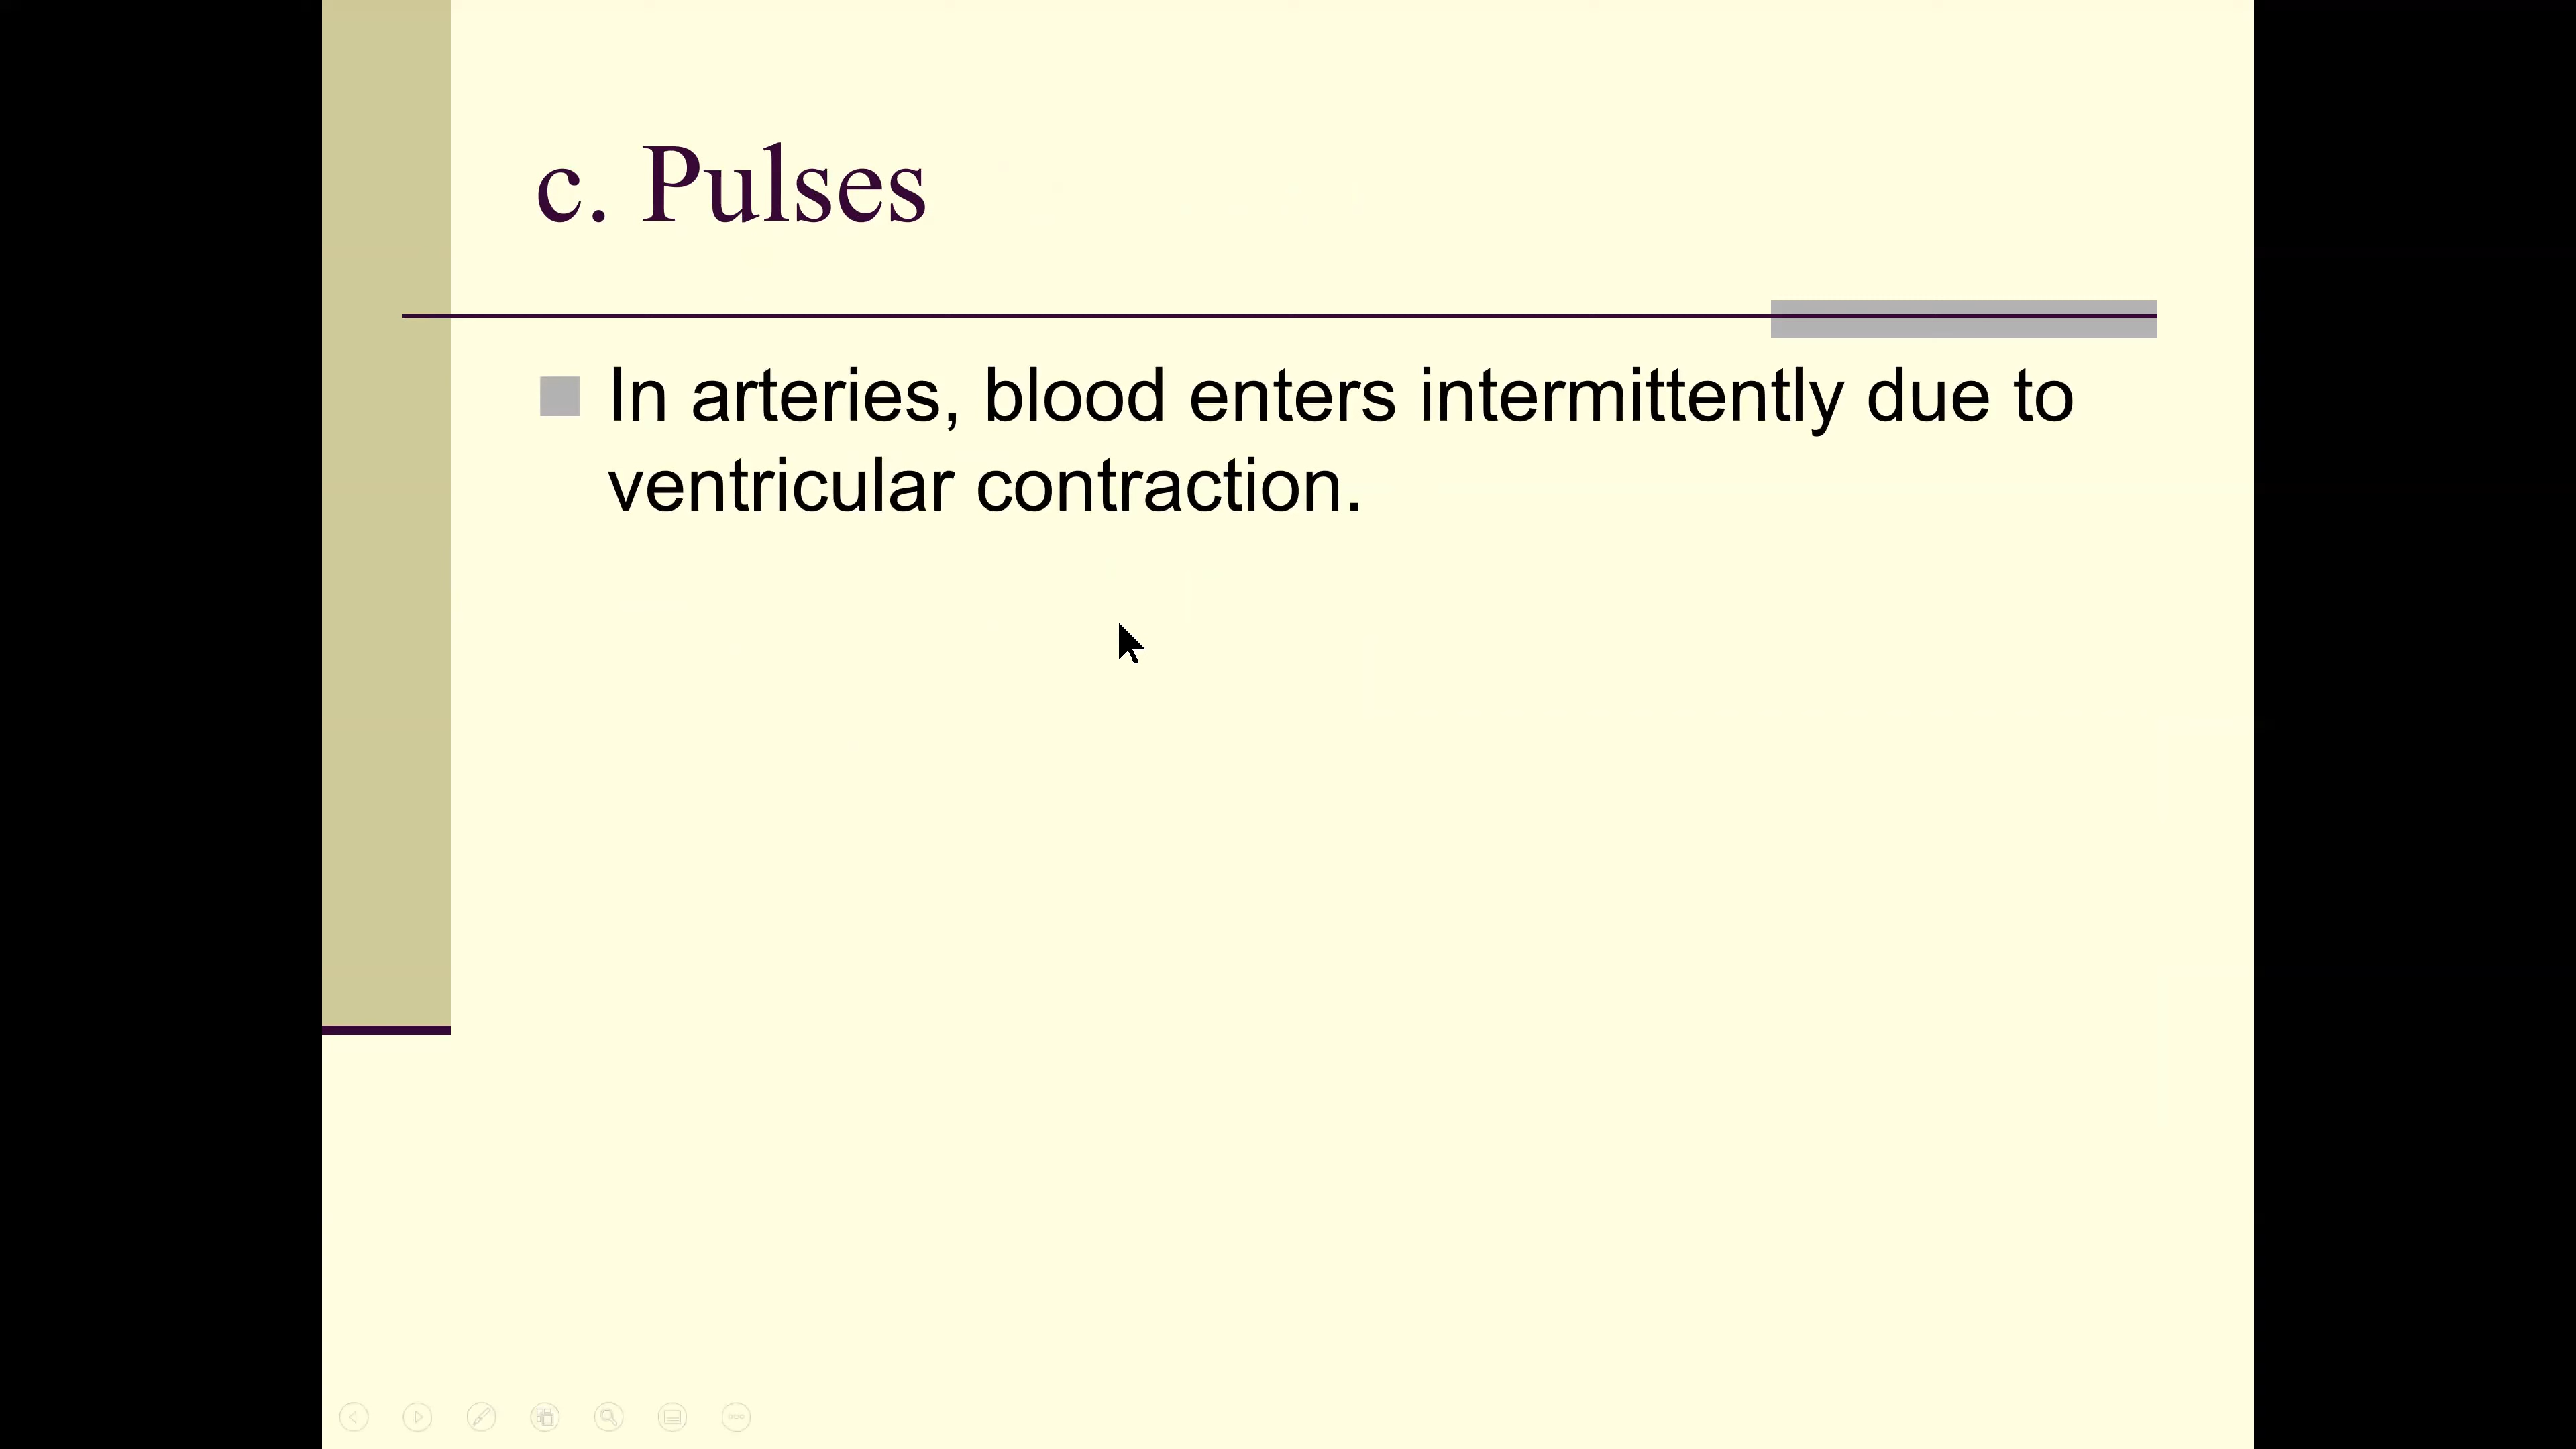 c. Pulses
In arteries, blood enters intermittently due to
ventricular contraction.